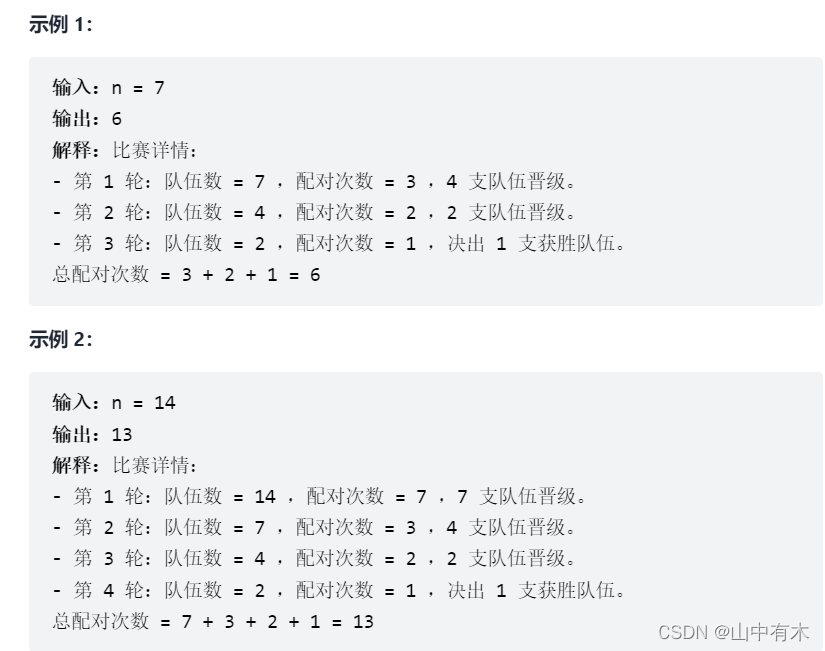 示例 1：
输入：n = 7
输出：6
解释：比赛详情：
- 第 1 轮：队伍数 = 7 ，配对次数 = 3 ，4 支队伍晋级。
- 第 2 轮：队伍数 = 4 ，配对次数 = 2 ，2 支队伍晋级。
- 第 3 轮：队伍数 = 2 ，配对次数 = 1 ，决出 1 支获胜队伍。
总配对次数 = 3 + 2 + 1 = 6
示例 2：
输入：n = 14
输出：13
解释：比赛详情：
- 第 1 轮：队伍数 = 14 ，配对次数 = 7 ，7 支队伍晋级。
- 第 2 轮：队伍数 = 7 ，配对次数 = 3 ，4 支队伍晋级。
- 第 3 轮：队伍数 = 4 ，配对次数 = 2 ，2 支队伍晋级。
- 第 4 轮：队伍数 = 2 ，配对次数 = 1 ，决出 1 支获胜队伍。
总配对次数 = 7 + 3 + 2 + 1 = 13
CSDN @山中有木